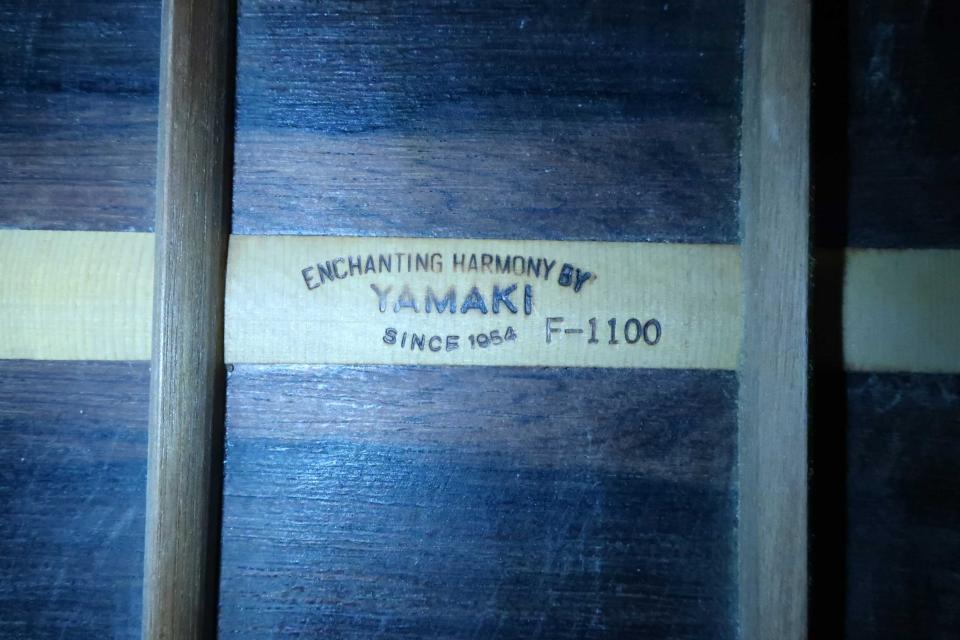 ENCHANTING HARMONY BY
YAMAKI
SINCE 1954
F-1100